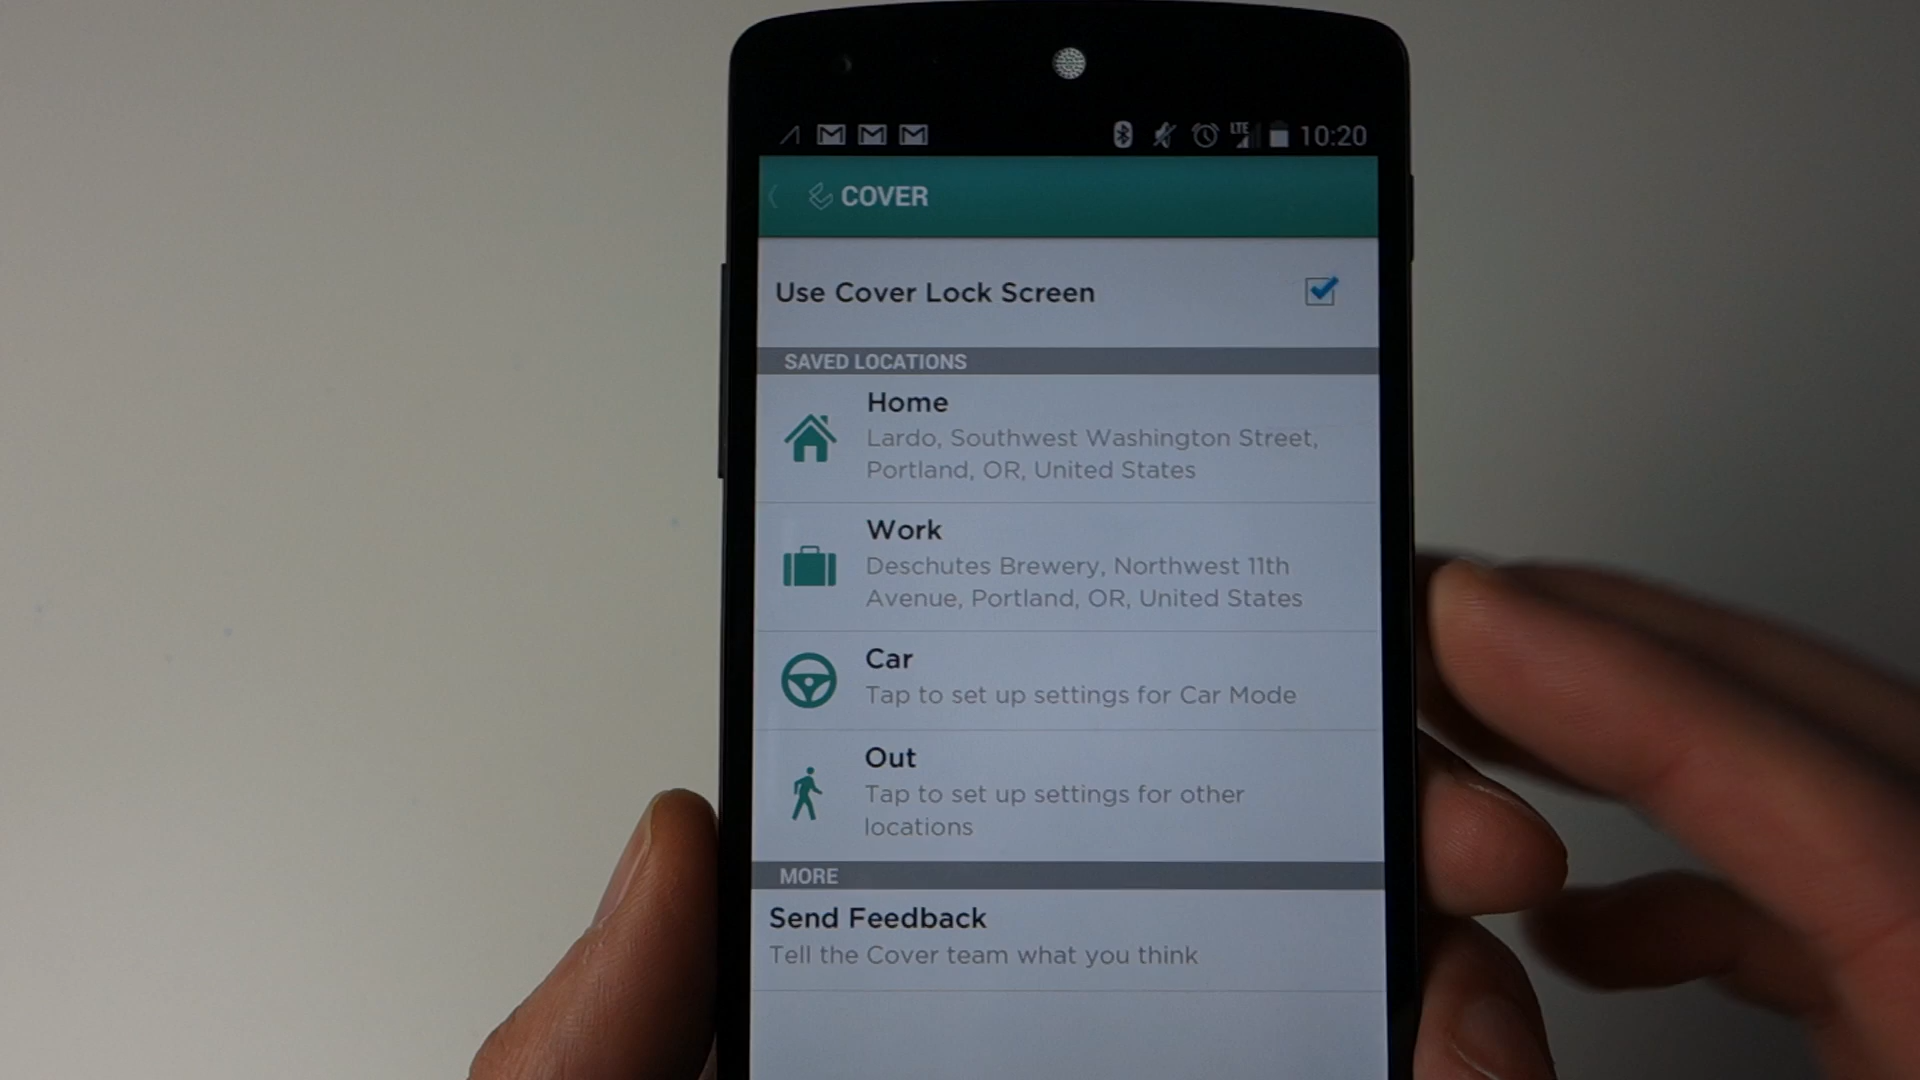 LTE 10:20
COVER
Use Cover Lock Screen
SAVED LOCATIONS
Home
Lardo, Southwest Washington Street,
Portland, OR, United States
Work
Deschutes Brewery, Northwest 11th
Avenue, Portland, OR, United States
Car
Tap to set up settings for Car Mode
Out
Tap to set up settings for other
locations
MORE
Send Feedback
Tell the Cover team what you think